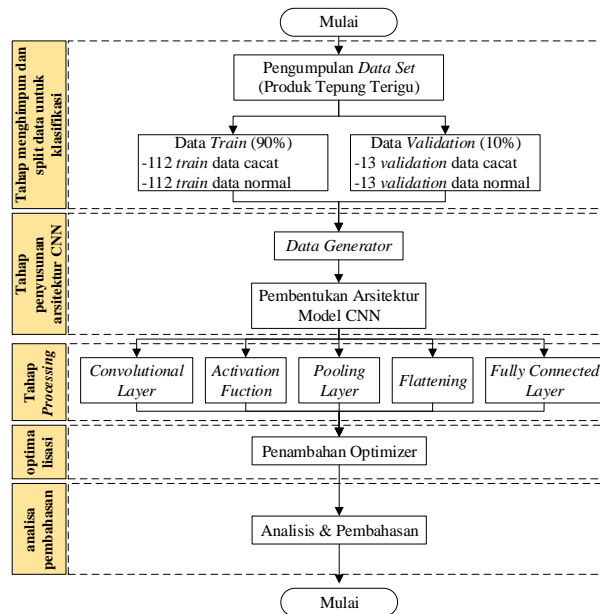 Mulai
Tahap menghimpun dan
split data untuk
klasifikasi
Pengumpulan Data Set
(Produk Tepung Terigu)
Data Train (90%)
-112 train data cacat
-112 train data normal
Data Validation (10%)
-13 validation data cacat
-13 validation data normal
Tahap
penyusunan
arsitektur CNN
Data Generator
Pembentukan Arsitektur
Model CNN
Tahap
Processing
Convolutional
Layer
Activation
Fuction
Pooling
Layer
Flattening
Fully Connected
Layer
optima
lisasi
Penambahan Optimizer
analisa
pembahasan
Analisis & Pembahasan
Mulai